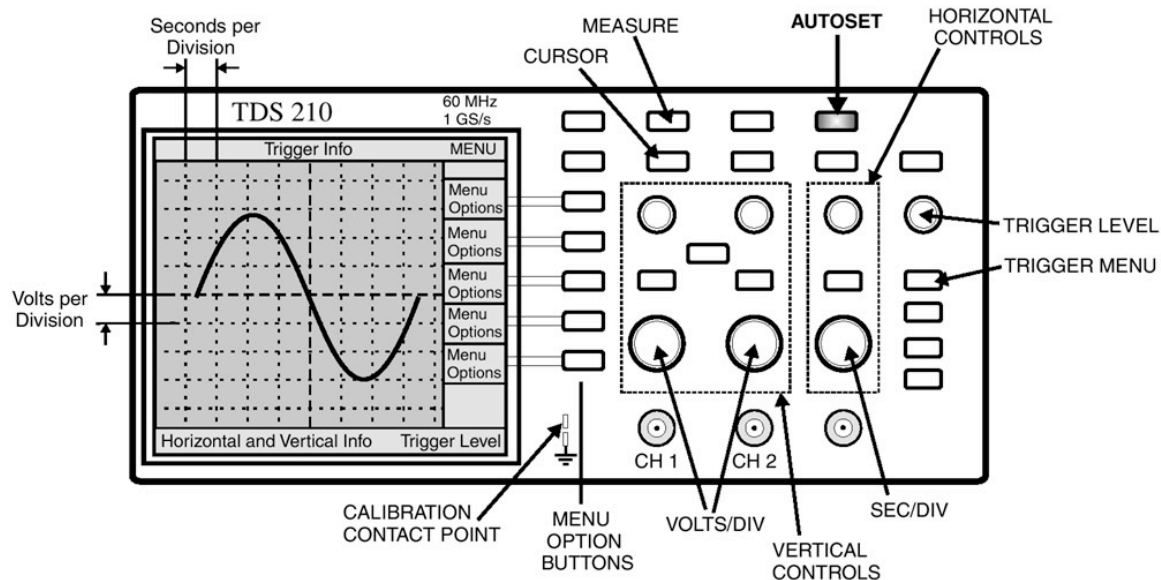 Seconds per
Division
MEASURE
CURSOR
AUTOSET
HORIZONTAL
CONTROLS
TDS 210
60 MHz
1 GS/s
Trigger Info
MENU
Menu
Options
Menu
Options
Menu
Options
Menu
Options
Menu
Options
Volts per
Division
TRIGGER LEVEL
TRIGGER MENU
Horizontal and Vertical Info
Trigger Level
CH 1
CH 2
CALIBRATION
CONTACT POINT
MENU
OPTION
BUTTONS
VOLTS/DIV
SEC/DIV
VERTICAL
CONTROLS